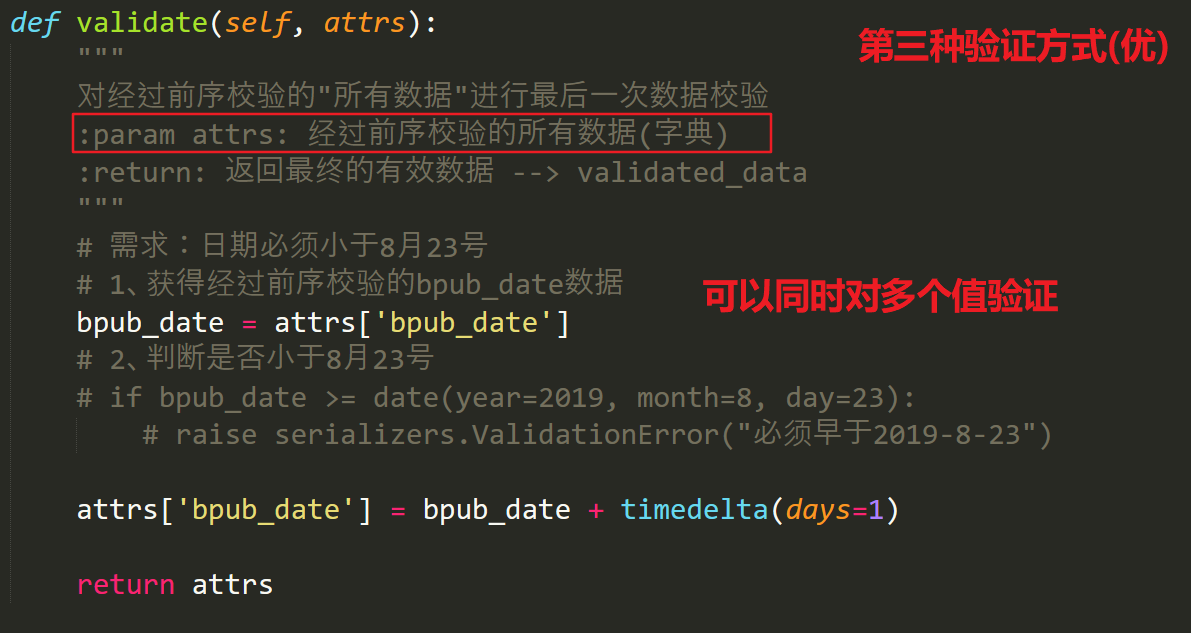 def validate(self, attrs):
第三种验证方式(优)
"""
对经过前序校验的"所有数据"进行最后一次数据校验
:param attrs: 经过前序校验的所有数据(字典)
:return: 返回最终的有效数据 --> validated_data
"""
# 需求：日期必须小于8月23号
# 1、获得经过前序校验的bpub_date数据
可以同时对多个值验证
bpub_date = attrs['bpub_date']
# 2、判断是否小于8月23号
# if bpub_date >= date(year=2019, month=8, day=23):
# raise serializers.ValidationError("必须早于2019-8-23")
attrs['bpub_date'] = bpub_date + timedelta(days=1)
return attrs